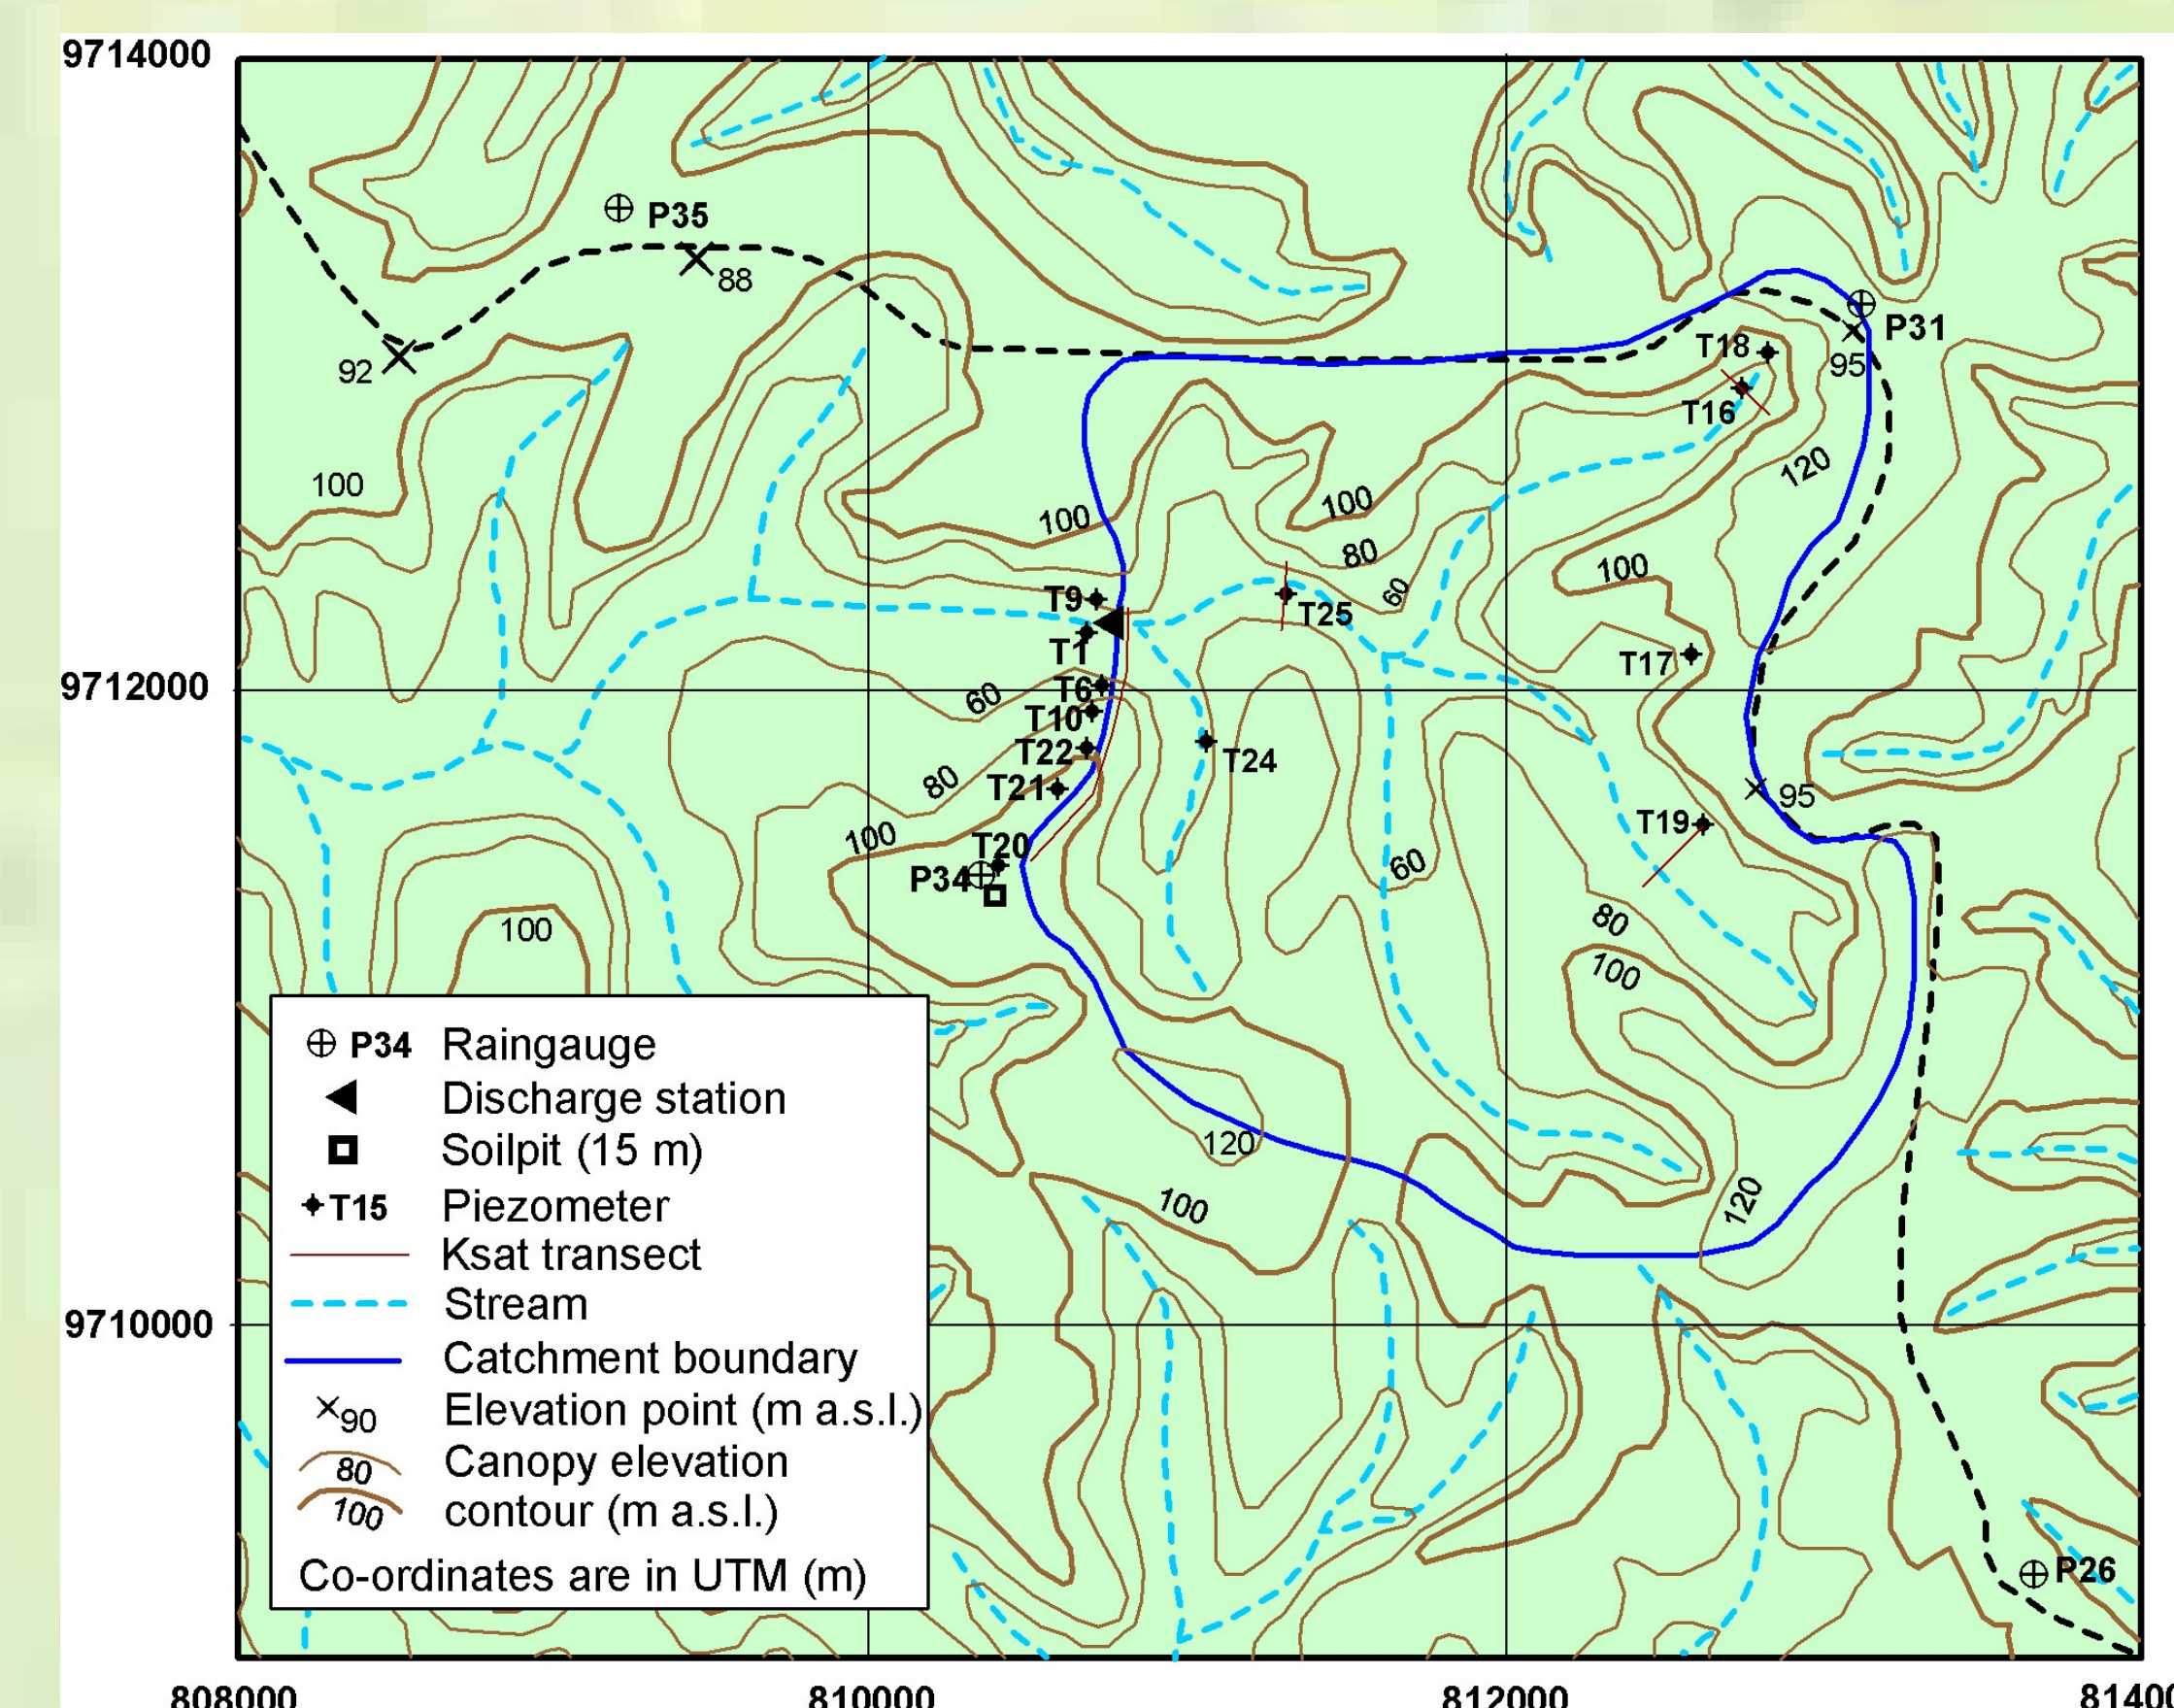 9714000
P35
88
P31
92
T18
95
T16
120
100
100
100
80
100
60
T9
T25
T1
T17
9712000
T6
60
T10
T22
T24
80
T21
95
T19
100
T20
60
P34
80
100
100
P34 Raingauge
Discharge station
Soilpit (15 m)
120
T15 Piezometer
100
120
Ksat transect
Stream
9710000
Catchment boundary
90 Elevation point (m a.s.l.)
80 Canopy elevation
100 contour (m a.s.l.)
P26
Co-ordinates are in UTM (m)
808000 810000 812000 81400